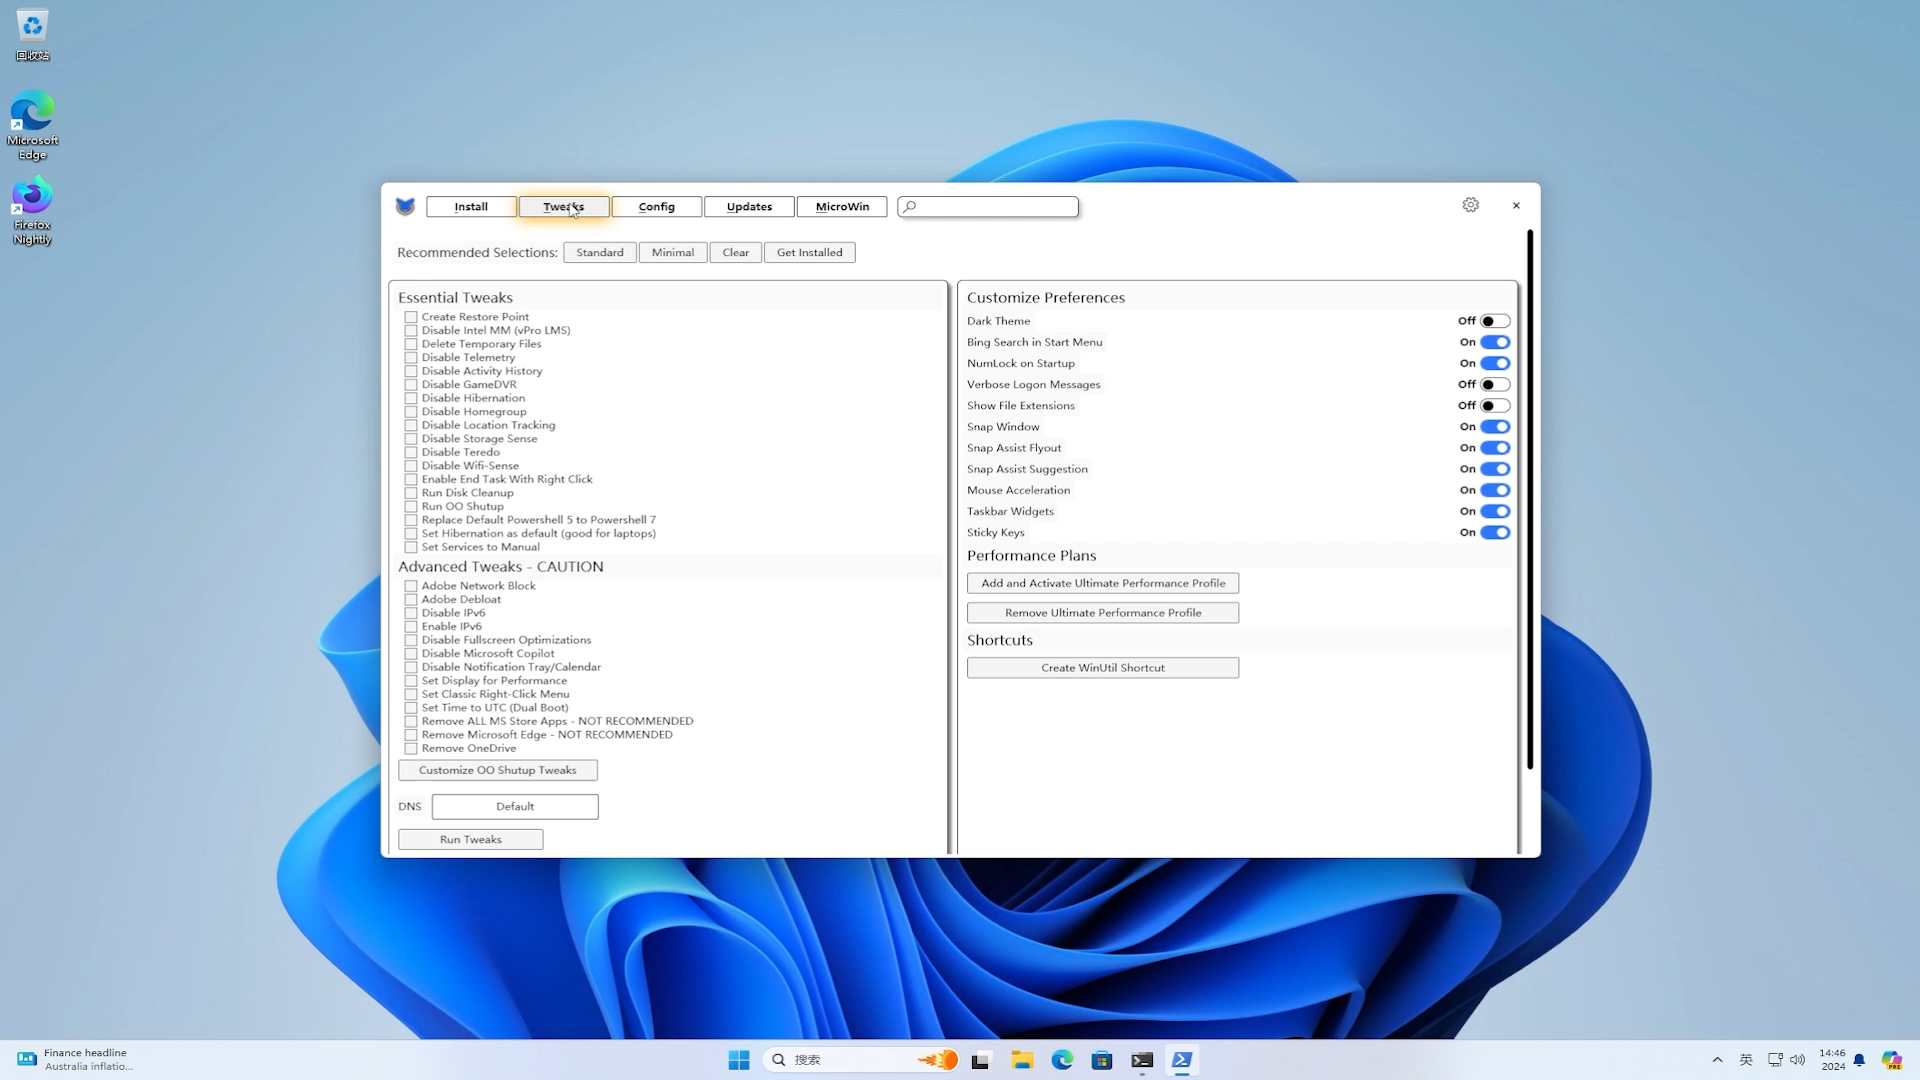 回收站
Microsoft
Edge
Firefox
Nightly
Install
Tweaks
Config
Updates
MicroWin
Recommended Selections:
Standard
Minimal
Clear
Get Installed
Essential Tweaks
Create Restore Point
Disable Intel MM (vPro LMS)
Delete Temporary Files
Disable Telemetry
Disable Activity History
Disable GameDVR
Disable Hibernation
Disable Homegroup
Disable Location Tracking
Disable Storage Sense
Disable Teredo
Disable Wifi-Sense
Enable End Task With Right Click
Run Disk Cleanup
Run OO Shutup
Replace Default Powershell 5 to Powershell 7
Set Hibernation as default (good for laptops)
Set Services to Manual
Advanced Tweaks - CAUTION
Adobe Network Block
Adobe Debloat
Disable IPv6
Enable IPv6
Disable Fullscreen Optimizations
Disable Microsoft Copilot
Disable Notification Tray/Calendar
Set Display for Performance
Set Classic Right-Click Menu
Set Time to UTC (Dual Boot)
Remove ALL MS Store Apps - NOT RECOMMENDED
Remove Microsoft Edge - NOT RECOMMENDED
Remove OneDrive
Customize OO Shutup Tweaks
DNS Default
Run Tweaks
Customize Preferences
Dark Theme Off
Bing Search in Start Menu On
NumLock on Startup On
Verbose Logon Messages Off
Show File Extensions Off
Snap Window On
Snap Assist Flyout On
Snap Assist Suggestion On
Mouse Acceleration On
Taskbar Widgets On
Sticky Keys On
Performance Plans
Add and Activate Ultimate Performance Profile
Remove Ultimate Performance Profile
Shortcuts
Create WinUtil Shortcut
Finance headline
Australia inflatio...
搜索
英
14:46
2024
PRE